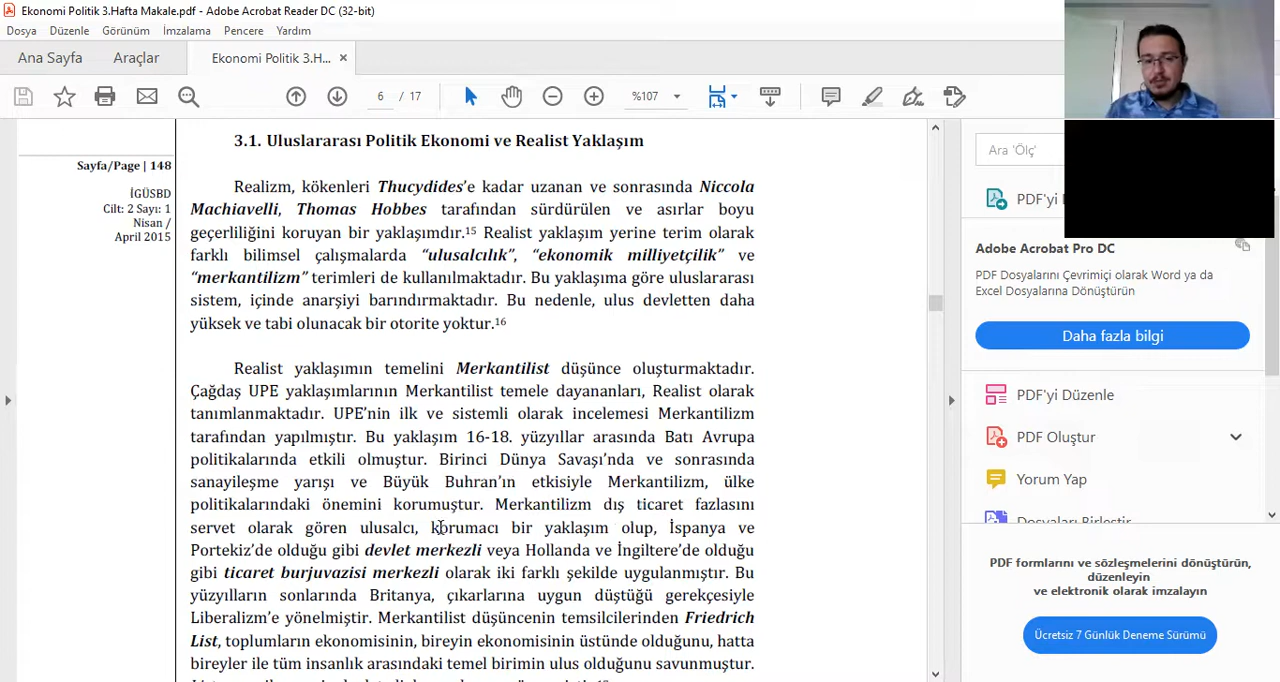 Ekonomi Politik 3.Hafta Makale.pdf - Adobe Acrobat Reader DC (32-bit)
Dosya Düzenle Görünüm İmzalama Pencere Yardım
Ana Sayfa Araçlar Ekonomi Politik 3.H... ×
6 / 17 %107
3.1. Uluslararası Politik Ekonomi ve Realist Yaklaşım
Sayfa/Page | 148
İGÜSBD
Cilt: 2 Sayı: 1
Nisan /
April 2015
Realizm, kökenleri Thucydides'e kadar uzanan ve sonrasında Niccola
Machiavelli, Thomas Hobbes tarafından sürdürülen ve asırlar boyu
geçerliliğini koruyan bir yaklaşımdır.15 Realist yaklaşım yerine terim olarak
farklı bilimsel çalışmalarda “ulusalcılık”, “ekonomik milliyetçilik” ve
“merkantilizm” terimleri de kullanılmaktadır. Bu yaklaşıma göre uluslararası
sistem, içinde anarşiyi barındırmaktadır. Bu nedenle, ulus devletten daha
yüksek ve tabi olunacak bir otorite yoktur.16
Realist yaklaşımın temelini Merkantilist düşünce oluşturmaktadır.
Çağdaş UPE yaklaşımlarının Merkantilist temele dayananları, Realist olarak
tanımlanmaktadır. UPE'nin ilk ve sistemli olarak incelemesi Merkantilizm
tarafından yapılmıştır. Bu yaklaşım 16-18. yüzyıllar arasında Batı Avrupa
politikalarında etkili olmuştur. Birinci Dünya Savaşı'nda ve sonrasında
sanayileşme yarışı ve Büyük Buhran'ın etkisiyle Merkantilizm, ülke
politikalarındaki önemini korumuştur. Merkantilizm dış ticaret fazlasını
servet olarak gören ulusalcı, korumacı bir yaklaşım olup, İspanya ve
Portekiz'de olduğu gibi devlet merkezli veya Hollanda ve İngiltere'de olduğu
gibi ticaret burjuvazisi merkezli olarak iki farklı şekilde uygulanmıştır. Bu
yüzyılların sonlarında Britanya, çıkarlarına uygun düştüğü gerekçesiyle
Liberalizm'e yönelmiştir. Merkantilist düşüncenin temsilcilerinden Friedrich
List, toplumların ekonomisinin, bireyin ekonomisinin üstünde olduğunu, hatta
bireyler ile tüm insanlık arasındaki temel birimin ulus olduğunu savunmuştur.
Ara 'Ölç'
PDF'yi
Adobe Acrobat Pro DC
PDF Dosyalarını Çevrimiçi olarak Word ya da
Excel Dosyalarına Dönüştürün
Daha fazla bilgi
PDF'yi Düzenle
PDF Oluştur
Yorum Yap
Dosyaları Birleştir
PDF formlarını ve sözleşmelerini dönüştürün,
düzenleyin
ve elektronik olarak imzalayın
Ücretsiz 7 Günlük Deneme Sürümü